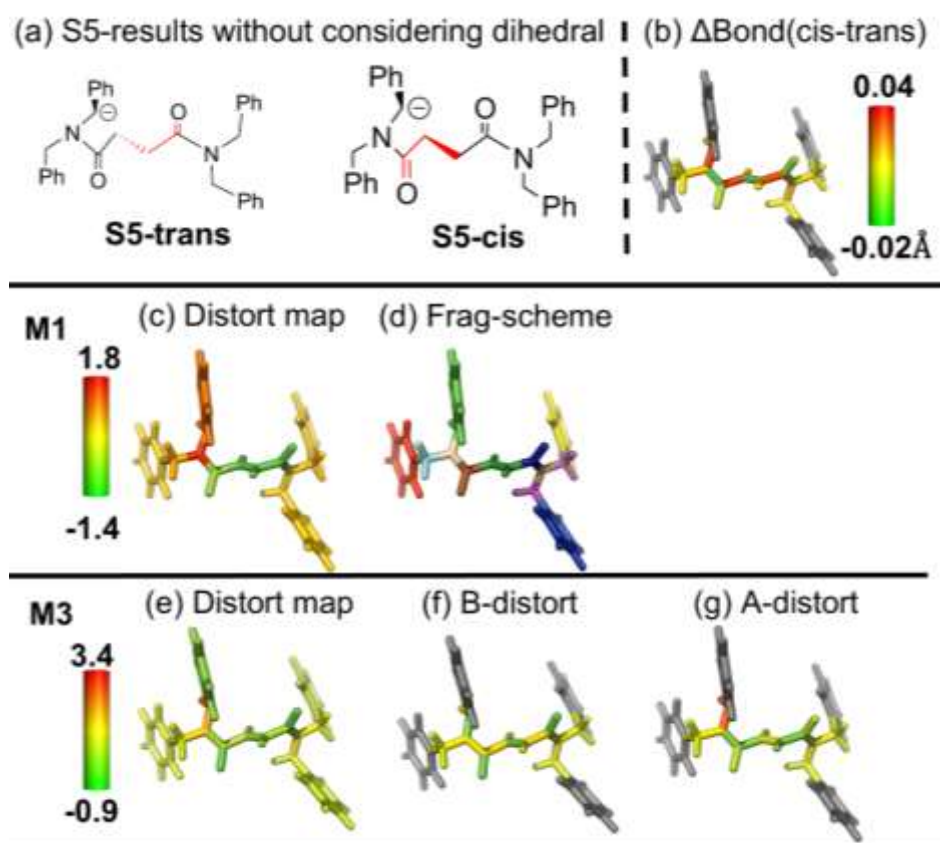 (a) S5-results without considering dihedral
(b) ΔBond(cis-trans)
Ph
⊖
Ph
N
O
O
N
Ph
Ph
S5-trans
Ph
⊖
Ph
N
O
O
N
Ph
Ph
S5-cis
0.04
-0.02Å
M1
(c) Distort map
(d) Frag-scheme
1.8
-1.4
M3
(e) Distort map
(f) B-distort
(g) A-distort
3.4
-0.9